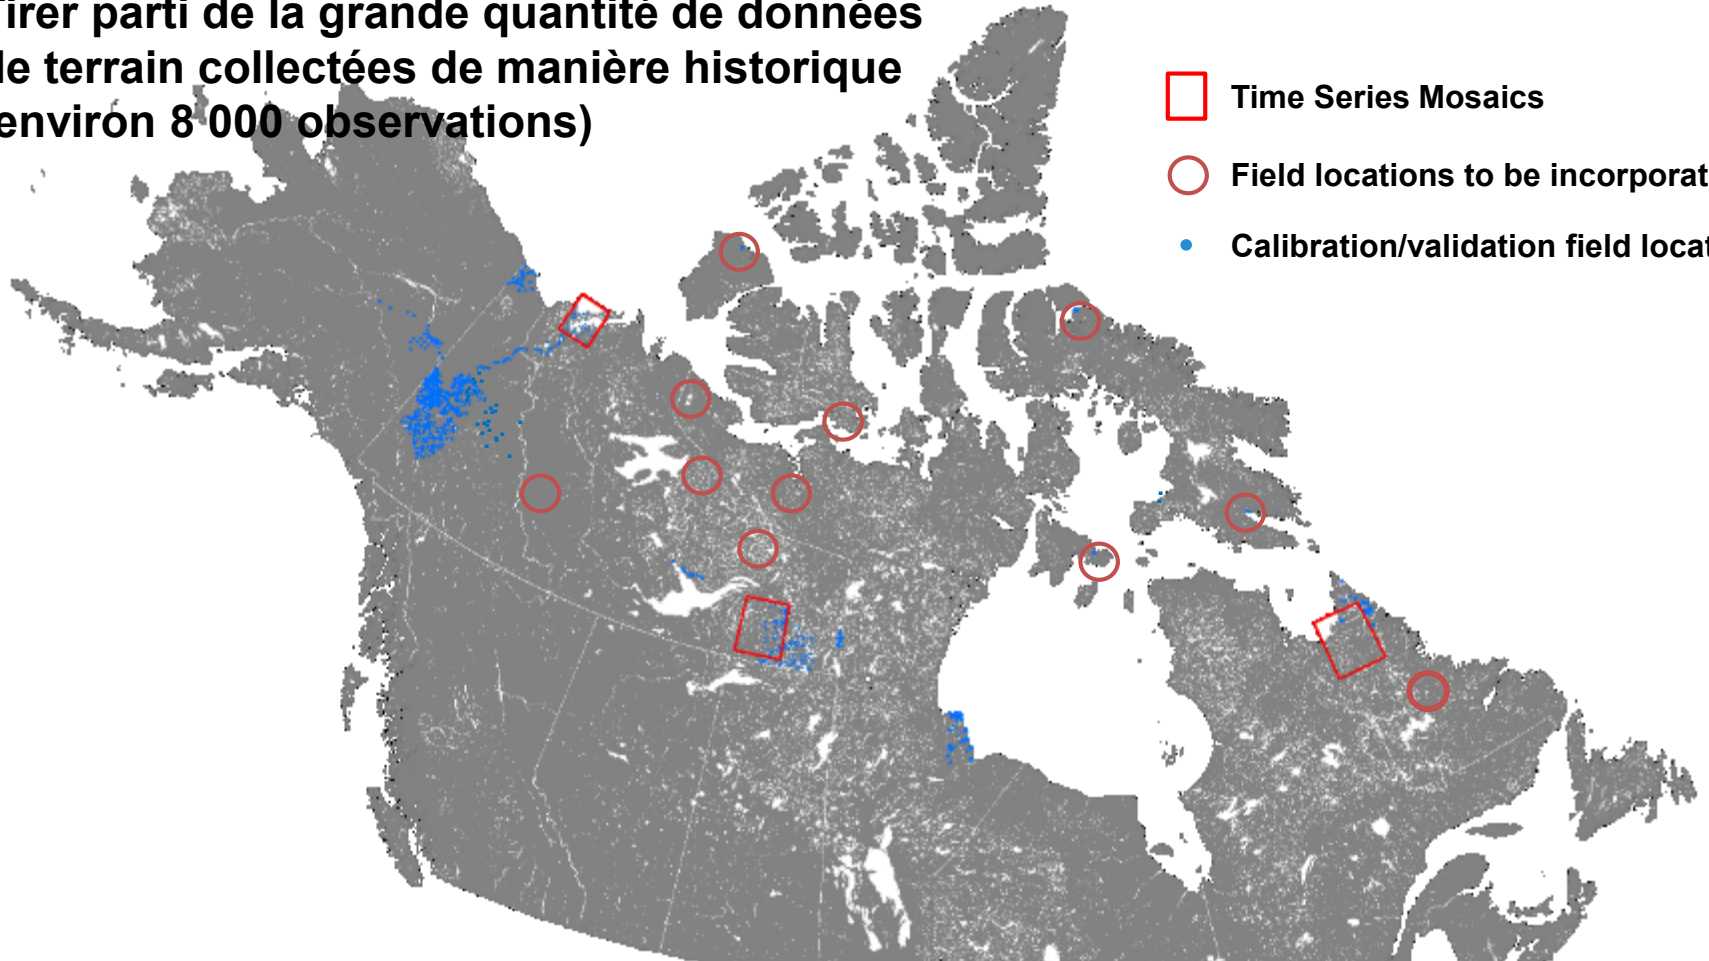 irer parti de la grande quantité de données
le terrain collectées de manière historique
environ 8 000 observations)
Time Series Mosaics
Field locations to be incorporat
Calibration/validation field locat